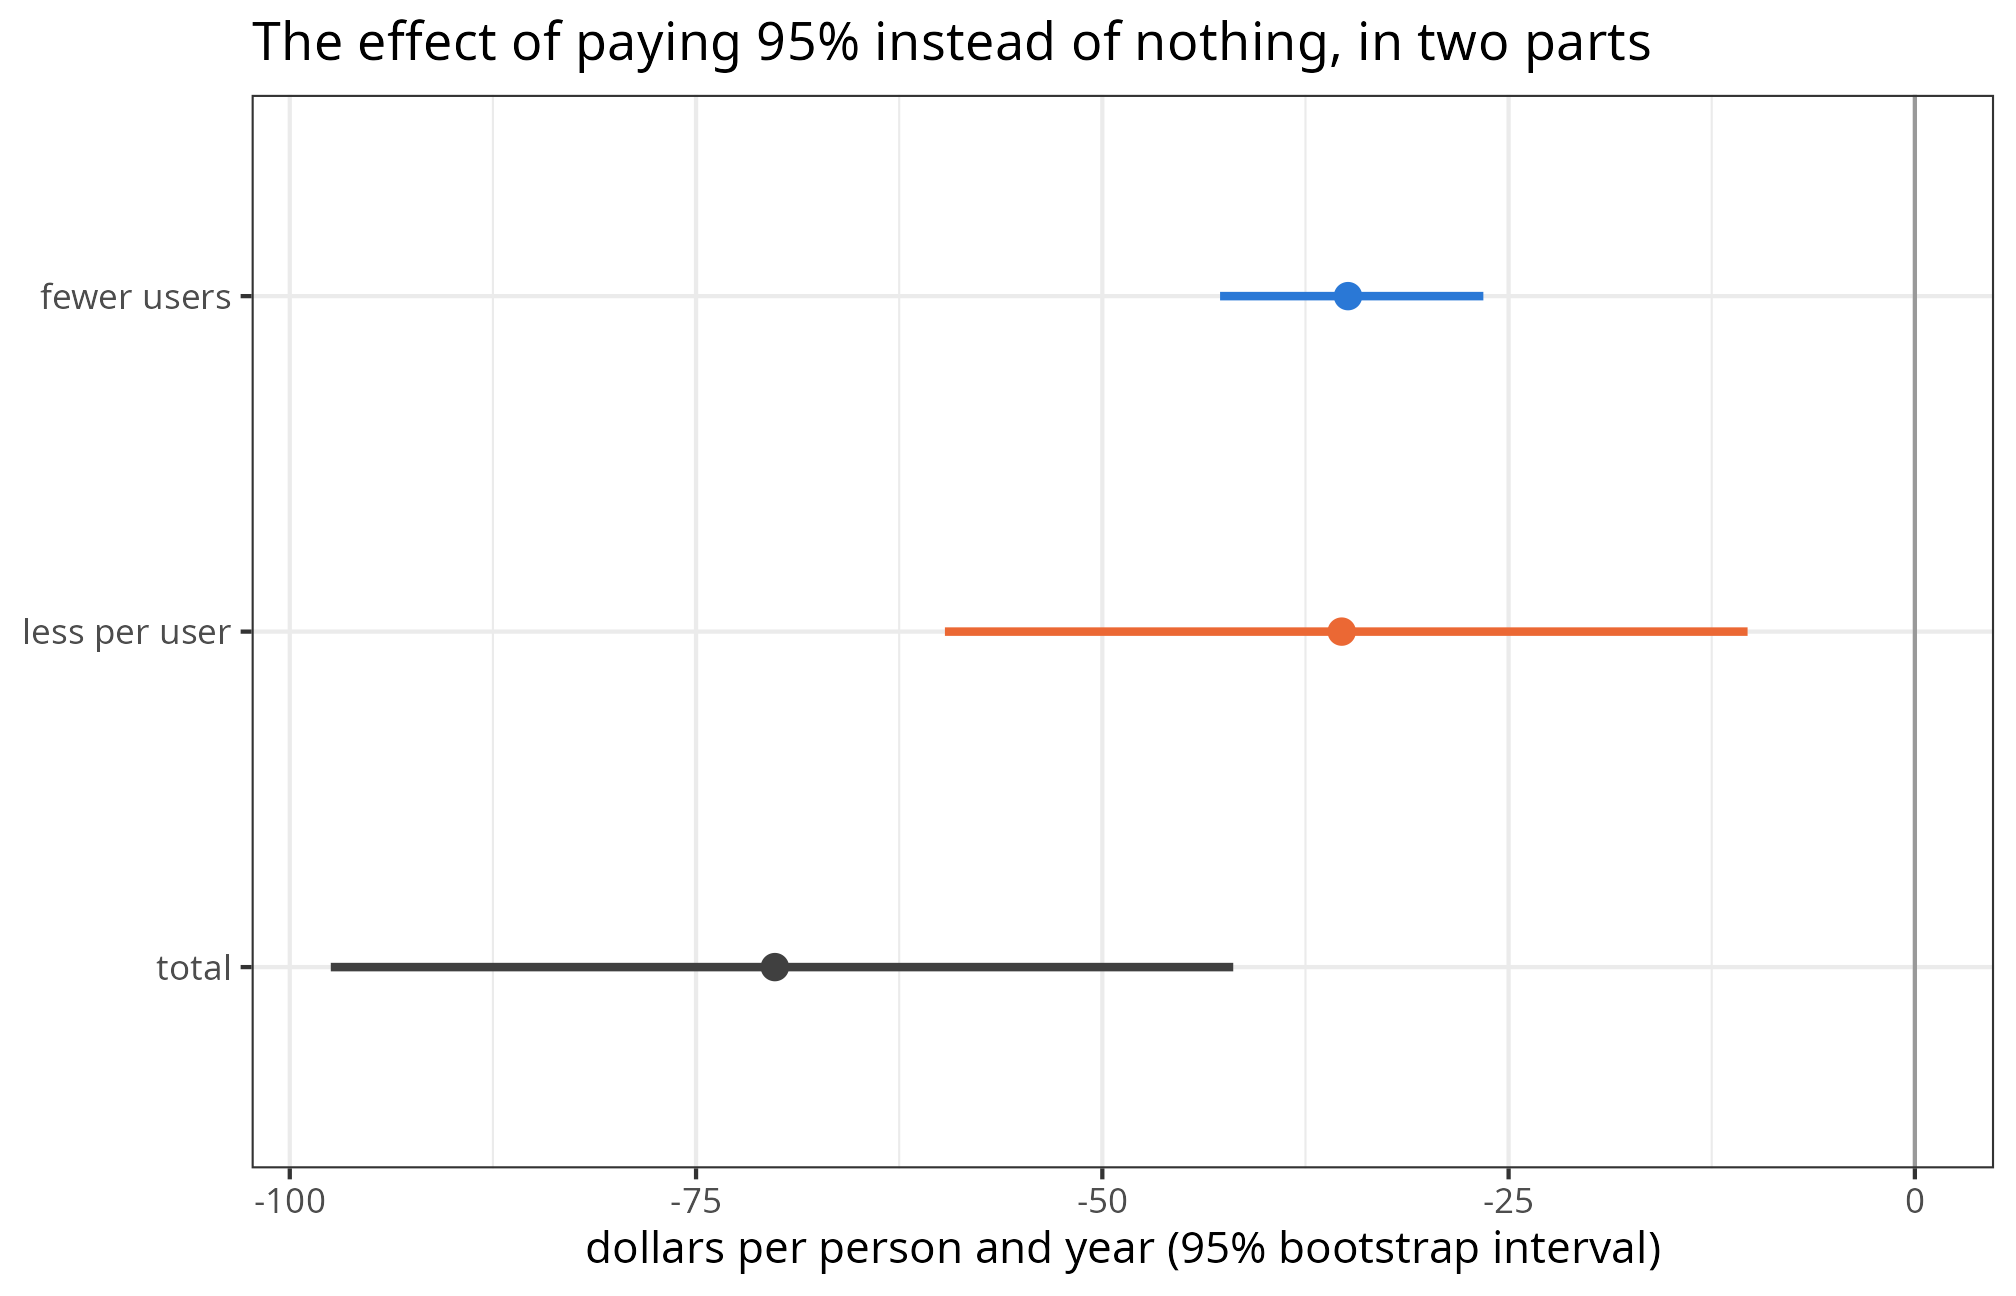 The effect of paying 95% instead of nothing, in two parts
fewer users
less per user
total
-100 -75 -50 -25 0
dollars per person and year (95% bootstrap interval)